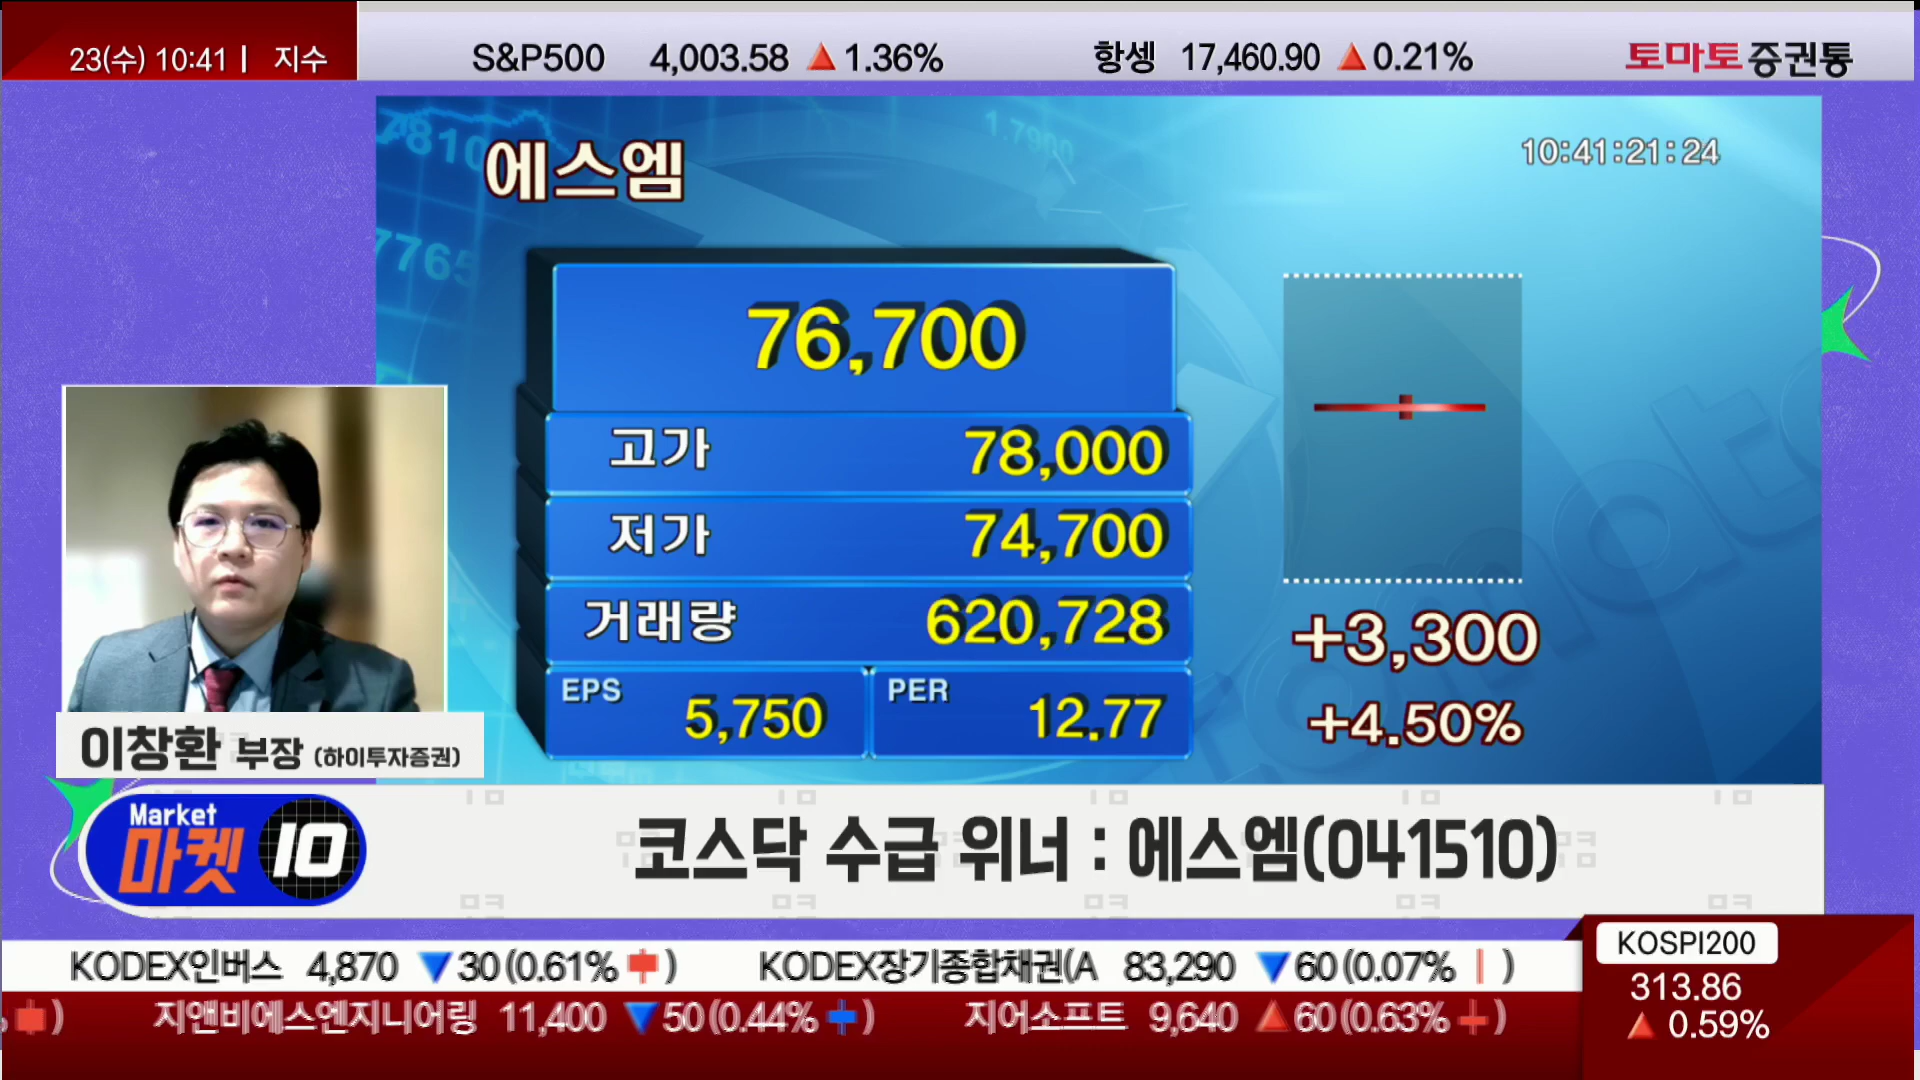 23(수) 10:41 | 지수
S&P500 4,003.58 ▲ 1.36% 항셍 17,460.90 ▲ 0.21%
토마토증권통
에스엠
10:41:21:24
76,700
고가 78,000
저가 74,700
거래량 620,728
EPS 5,750 PER 12.77
+3,300
+4.50%
이창환 부장 (하이투자증권)
Market
마켓 10
코스닥 수급 위너 : 에스엠(041510)
KODEX인버스 4,870 ▼30(0.61% ) KODEX장기종합채권(A 83,290 ▼60(0.07% )
) 지앤비에스엔지니어링 11,400 ▼50(0.44% ) 지어소프트 9,640 ▲60(0.63% )
KOSPI200
313.86
▲ 0.59%